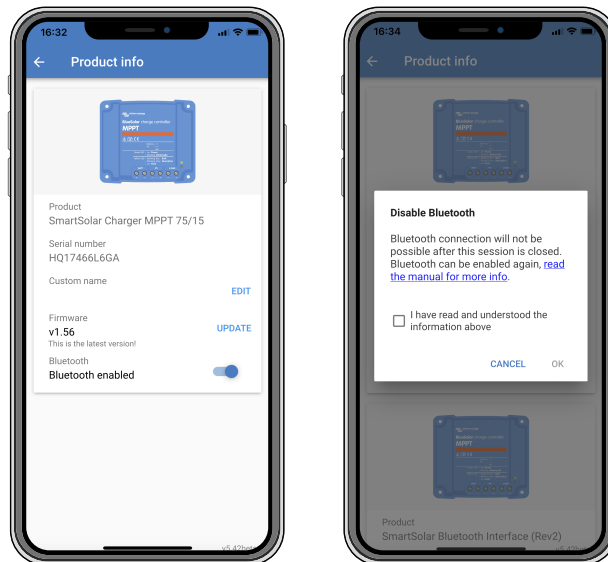 16:32
Product info
MPPT
Product
SmartSolar Charger MPPT 75/15
Serial number
HQ17466L6GA
Custom name
EDIT
Firmware
v1.56
UPDATE
This is the latest version!
Bluetooth
Bluetooth enabled
16:34
Product info
MPPT
Disable Bluetooth
Bluetooth connection will not be
possible after this session is closed.
Bluetooth can be enabled again, read
the manual for more info.
I have read and understood the
information above
CANCEL
OK
MPPT
Product
SmartSolar Bluetooth Interface (Rev2)